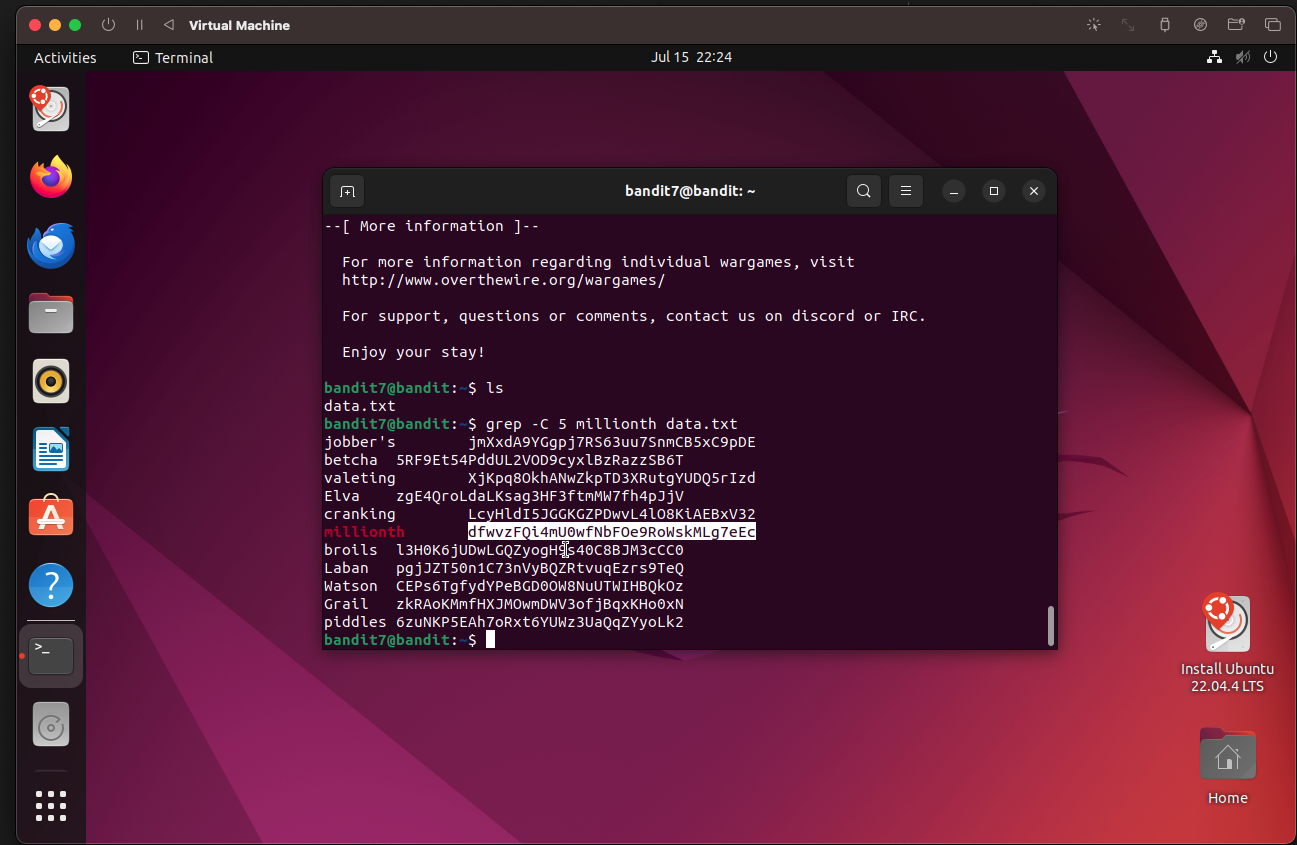 Virtual Machine
Activities
Terminal
Jul 15 22:24
bandit7@bandit: ~
--[ More information ]--
For more information regarding individual wargames, visit
http://www.overthewire.org/wargames/
For support, questions or comments, contact us on discord or IRC.
Enjoy your stay!
bandit7@bandit:~$ ls
data.txt
bandit7@bandit:~$ grep -C 5 millionth data.txt
jobber's jmXxdA9YGgpj7RS63uu7SnmCB5xC9pDE
betcha 5RF9Et54PddUL2VOD9cyxlBzRazzSB6T
valeting XjKpq8OkhANwZkpTD3XRutgYUDQ5rIzd
Elva zgE4QroLdaLKsag3HF3ftmMW7fh4pJjV
cranking LcyHldI5JGGKGZPDwvL4lO8KiAEBxV32
millionth dfwvzFQi4mU0wfNbFOe9RoWskMLg7eEc
broils l3H0K6jUDwLGQZyogH9s40C8BJM3cCC0
Laban pgjJZT50n1C73nVyBQZRtvuqEzrs9TeQ
Watson CEPs6TgfydYPeBGD0OW8NuUTWIHBQkOz
Grail zkRAoKMmfHXJMOwmDWV3ofjBqxKHo0xN
piddles 6zuNKP5EAh7oRxt6YUWz3UaQqZYyoLk2
bandit7@bandit:~$
Install Ubuntu
22.04.4 LTS
Home